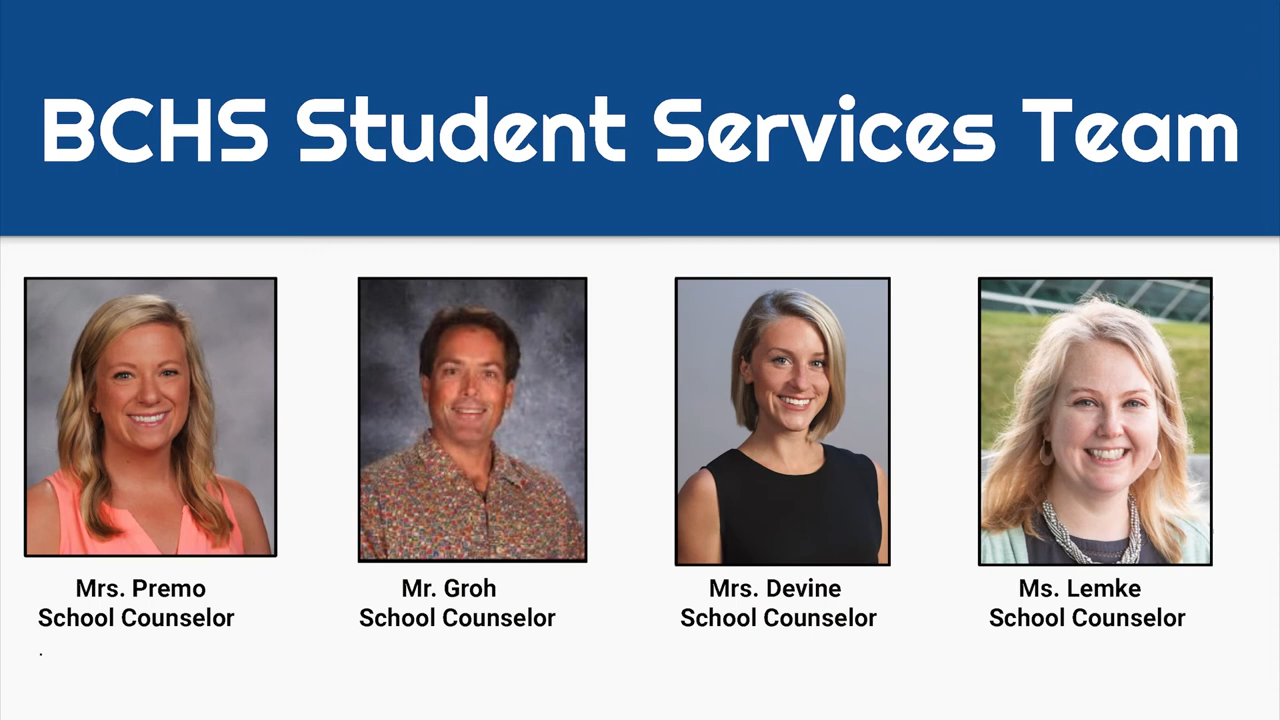 BCHS Student Services Team
Mrs. Premo
School Counselor
.
Mr. Groh
School Counselor
Mrs. Devine
School Counselor
Ms. Lemke
School Counselor